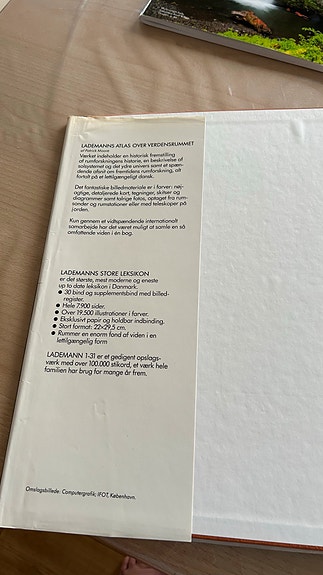 LADEMANNS ATLAS OVER VERDENSRUMMET
af Patrick Moore
Værket indeholder en historisk fremstilling
af rumforskningens historie, en beskrivelse af
solsystemet og det ydre univers samt et spæn-
dende afsnit om fremtidens rumforskning, alt
fortalt på et lettilgængeligt dansk.
Det fantastiske billedmateriale er i farver: nøj-
agtige, detaljerede kort, tegninger, skitser og
diagrammer samt talrige fotos, optaget fra rum-
sonder og rumstationer eller med teleskoper på
jorden.
Kun gennem et vidtspændende internationalt
samarbejde har det været muligt at samle en så
omfattende viden i én bog.
LADEMANNS STORE LEKSIKON
er det største, mest moderne og eneste
up to date leksikon i Danmark.
● 30 bind og supplementsbind med billed-
register.
● Hele 7.900 sider.
● Over 19.500 illustrationer i farver.
● Eksklusivt papir og holdbar indbinding.
● Stort format: 22×29,5 cm.
● Rummer en enorm fond af viden i en
lettilgængelig form
LADEMANN 1-31 er et gedigent opslags-
værk med over 100.000 stikord, et værk hele
familien har brug for mange år frem.
Omslagsbillede: Computergrafik; IFOT, København.